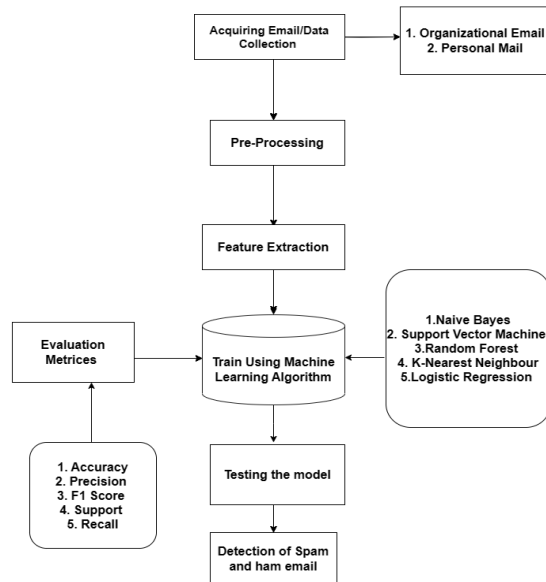 Acquiring Email/Data
Collection
1. Organizational Email
2. Personal Mail
Pre-Processing
Feature Extraction
1.Naive Bayes
2. Support Vector Machine
3.Random Forest
4. K-Nearest Neighbour
5.Logistic Regression
Evaluation
Metrices
Train Using Machine
Learning Algorithm
1. Accuracy
2. Precision
3. F1 Score
4. Support
5. Recall
Testing the model
Detection of Spam
and ham email